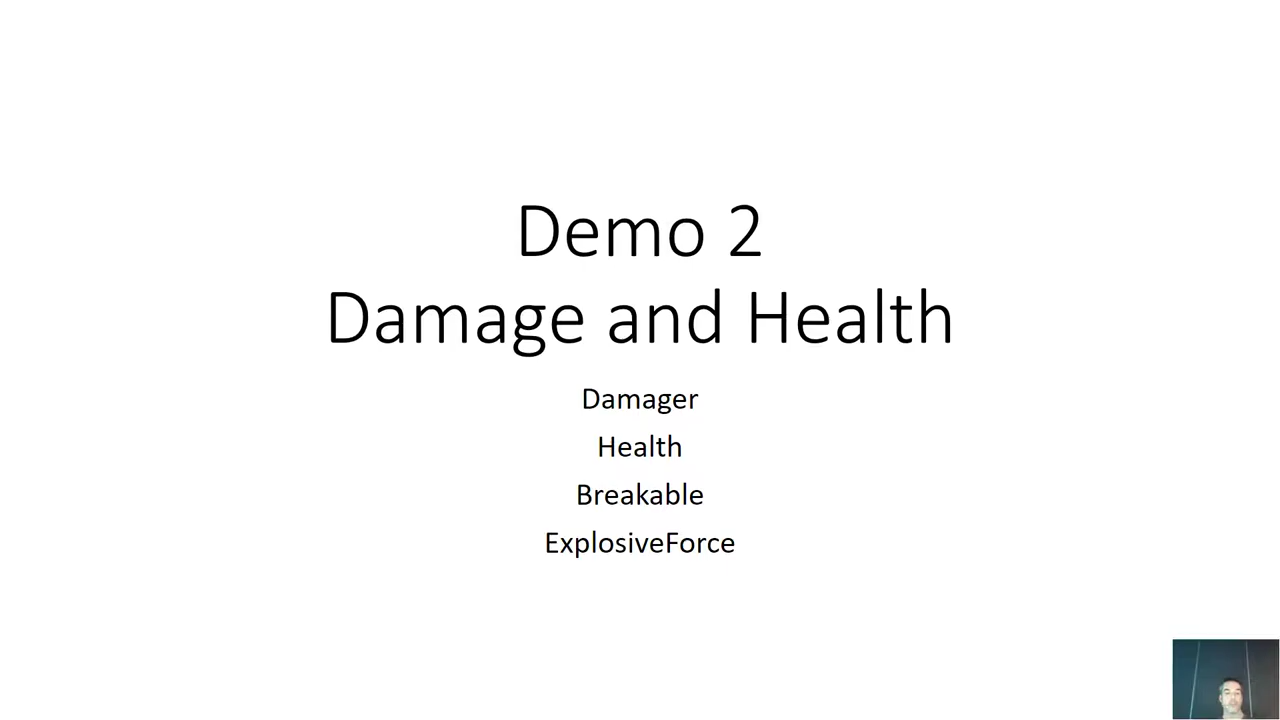 Demo 2
Damage and Health
Damager
Health
Breakable
ExplosiveForce